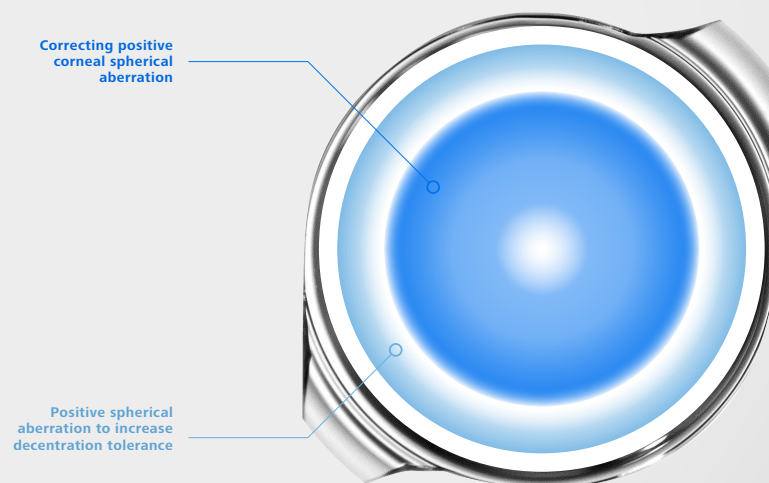 Correcting positive
corneal spherical
aberration
Positive spherical
aberration to increase
decentration tolerance